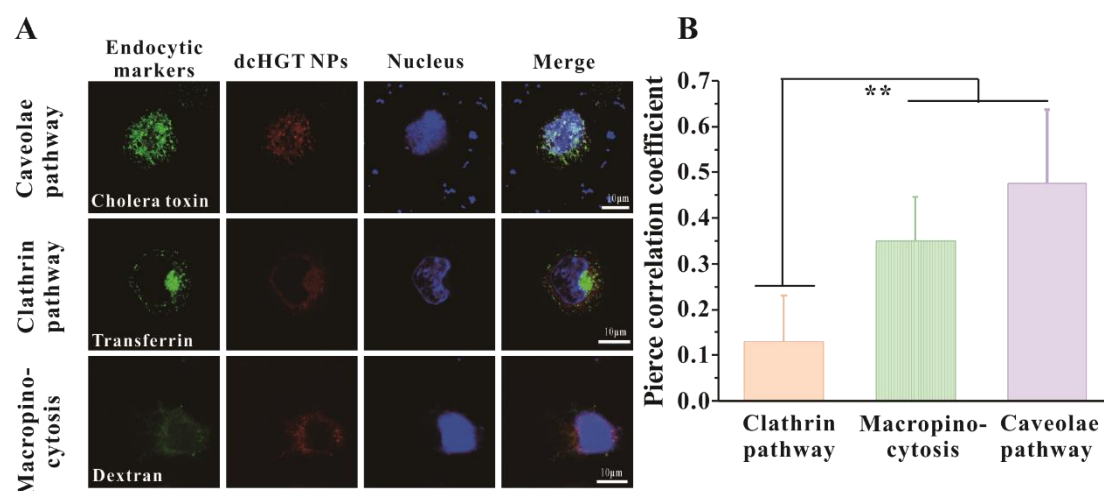 A
Endocytic
markers
dcHGT NPs
Nucleus
Merge
Caveolae
pathway
Cholera toxin
10μm
Clathrin
pathway
Transferrin
10μm
Macropino-
cytosis
Dextran
10μm
B
Pierce correlation coefficient
0.7
0.6
0.5
0.4
0.3
0.2
0.1
0.0
**
Clathrin
pathway
Macropino-
cytosis
Caveolae
pathway